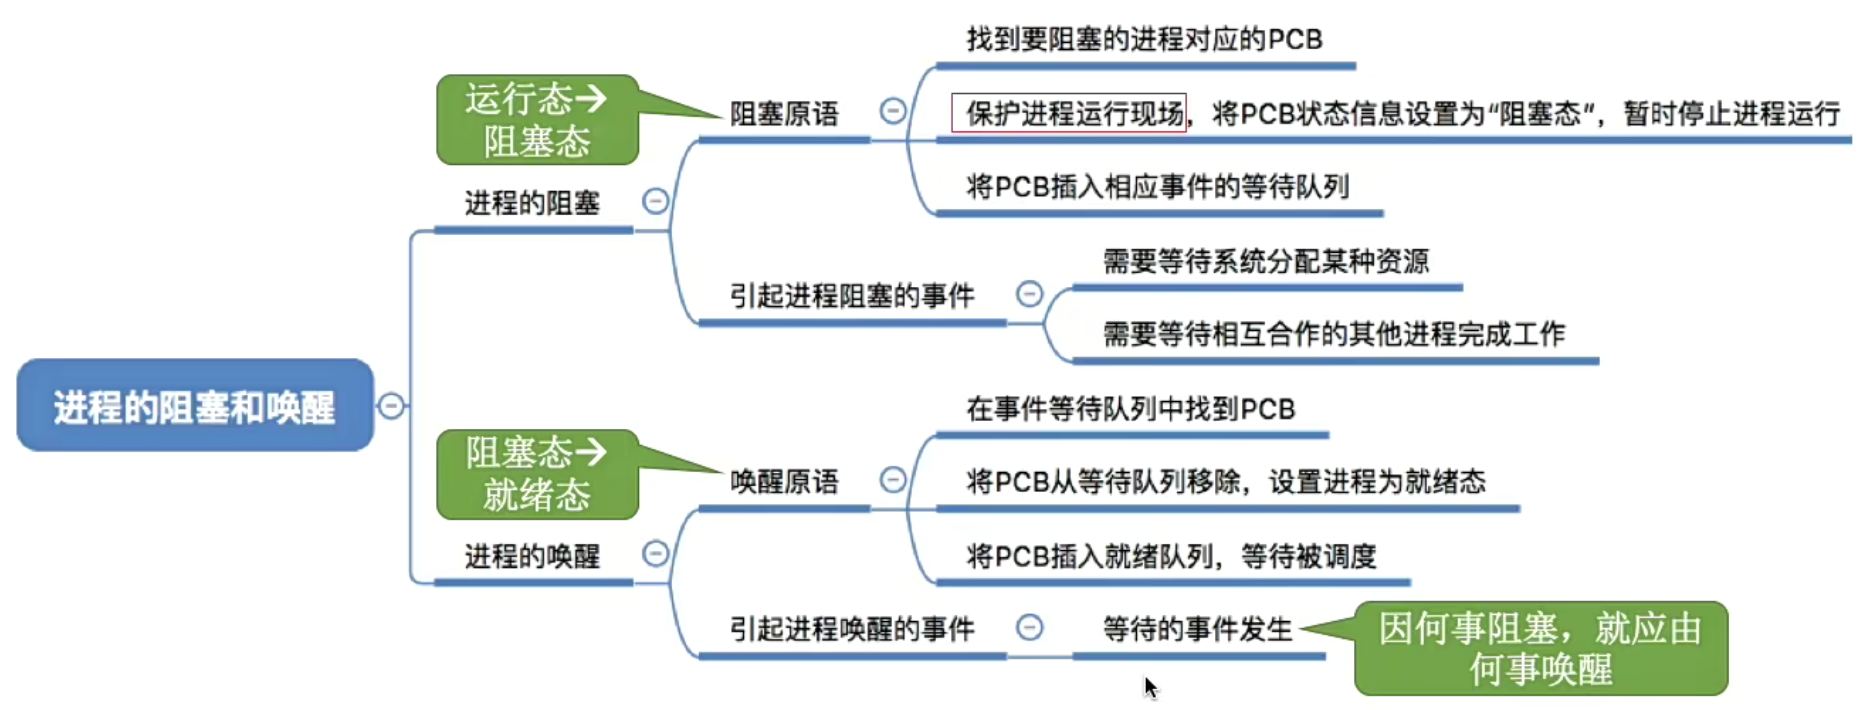 找到要阻塞的进程对应的PCB
运行态→
阻塞态
阻塞原语
保护进程运行现场，将PCB状态信息设置为“阻塞态”，暂时停止进程运行
将PCB插入相应事件的等待队列
进程的阻塞
引起进程阻塞的事件
需要等待系统分配某种资源
需要等待相互合作的其他进程完成工作
进程的阻塞和唤醒
在事件等待队列中找到PCB
阻塞态→
就绪态
唤醒原语
将PCB从等待队列移除，设置进程为就绪态
将PCB插入就绪队列，等待被调度
进程的唤醒
引起进程唤醒的事件
等待的事件发生
因何事阻塞，就应由
何事唤醒